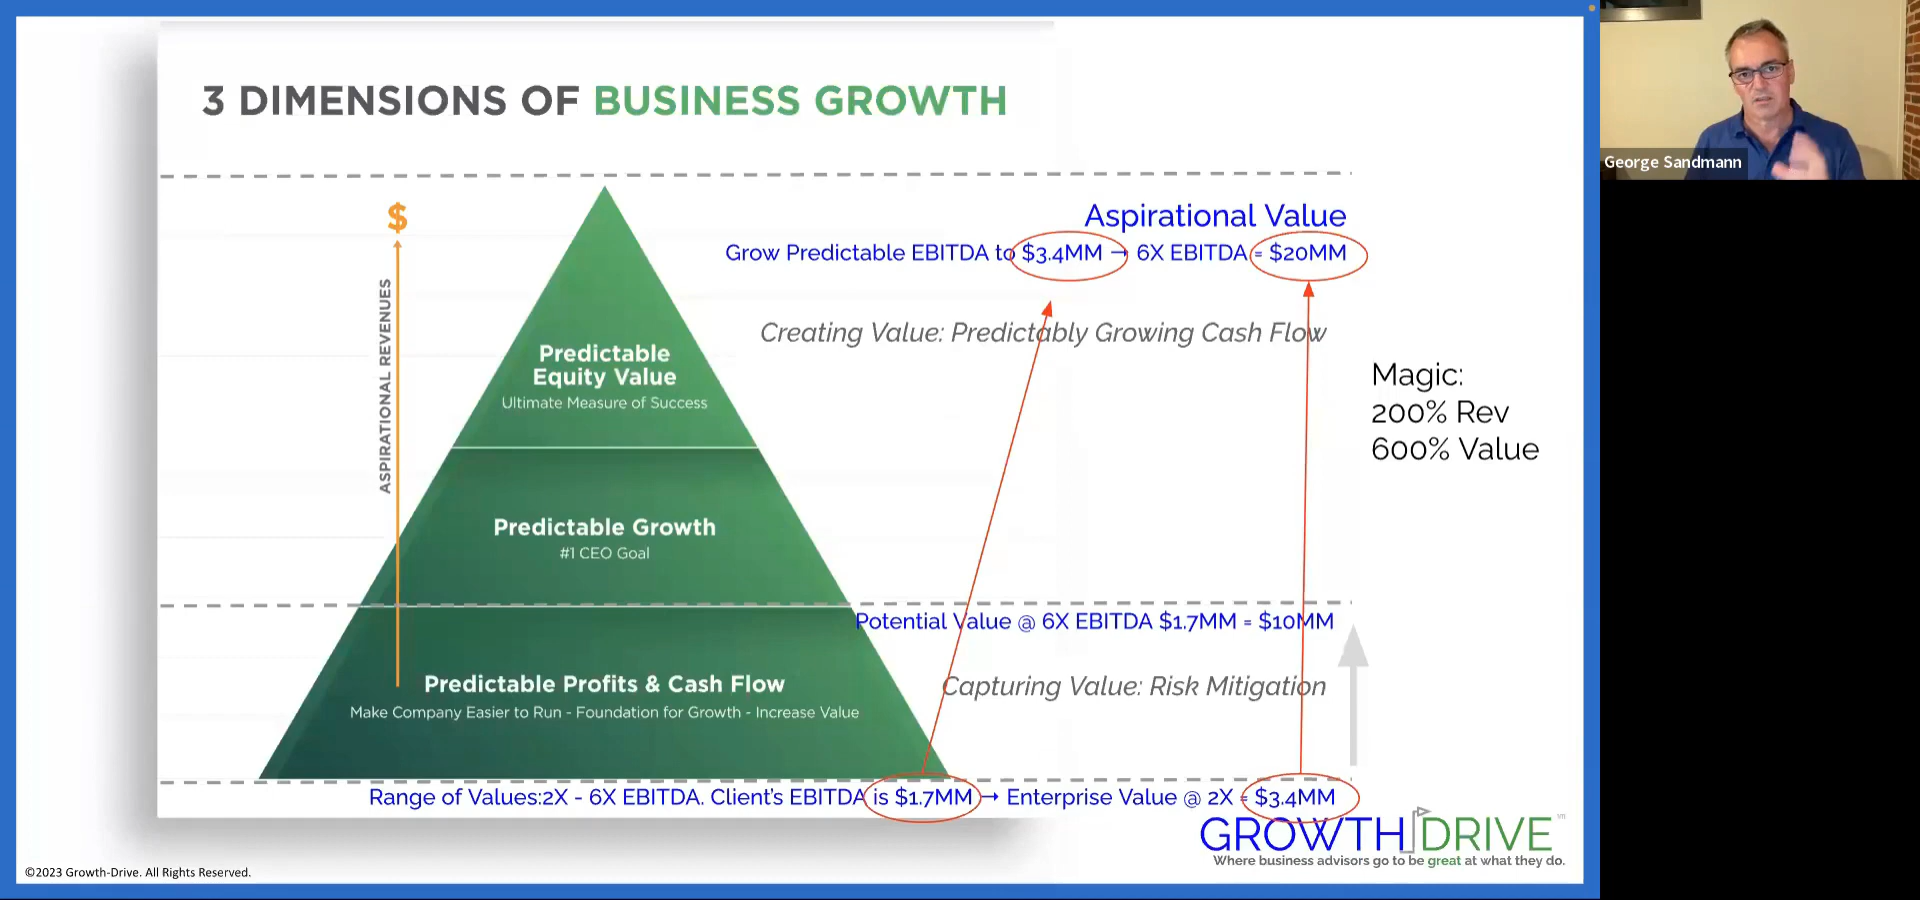 3 DIMENSIONS OF BUSINESS GROWTH
George Sandmann
$
ASPIRATIONAL REVENUES
Aspirational Value
Grow Predictable EBITDA to $3.4MM → 6X EBITDA = $20MM
Creating Value: Predictably Growing Cash Flow
Predictable
Equity Value
Ultimate Measure of Success
Magic:
200% Rev
600% Value
Predictable Growth
#1 CEO Goal
Potential Value @ 6X EBITDA $1.7MM = $10MM
Predictable Profits & Cash Flow
Make Company Easier to Run - Foundation for Growth - Increase Value
Capturing Value: Risk Mitigation
Range of Values:2X - 6X EBITDA. Client's EBITDA is $1.7MM → Enterprise Value @ 2X = $3.4MM
GROWTH DRIVE
Where business advisors go to be great at what they do.
©2023 Growth-Drive. All Rights Reserved.